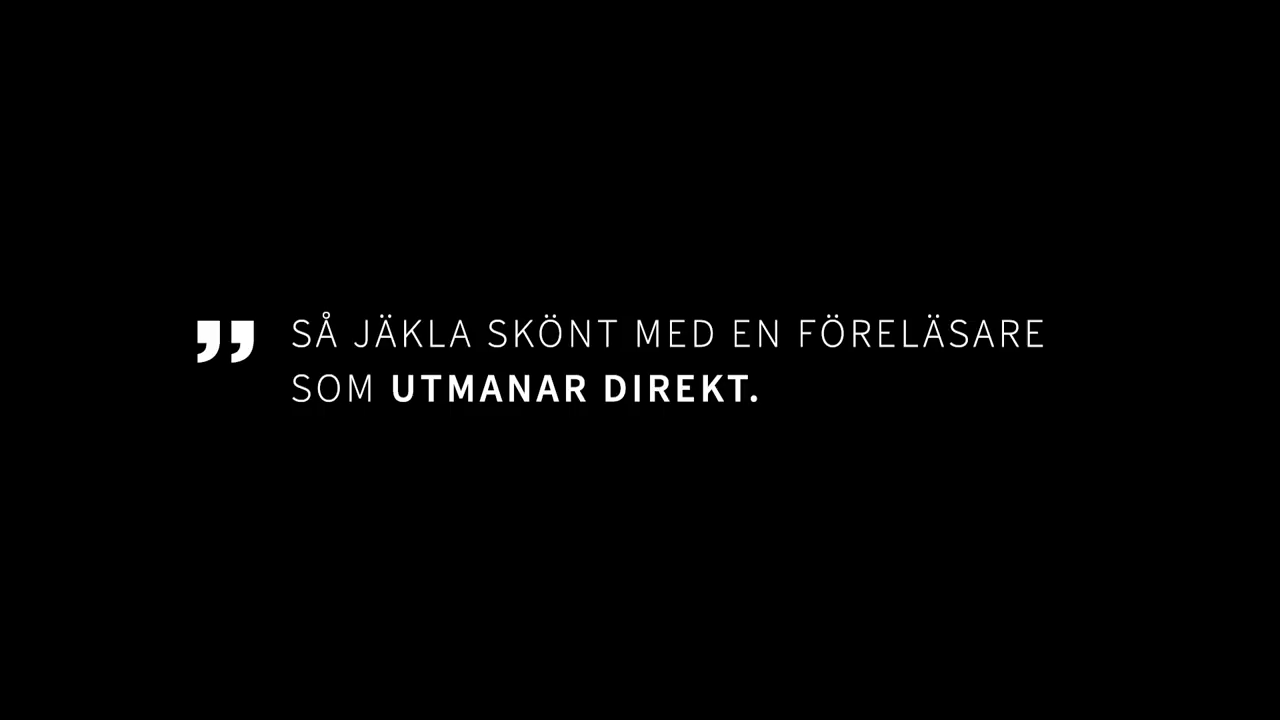 ” SÅ JÄKLA SKÖNT MED EN FÖRELÄSARE
SOM UTMANAR DIREKT.